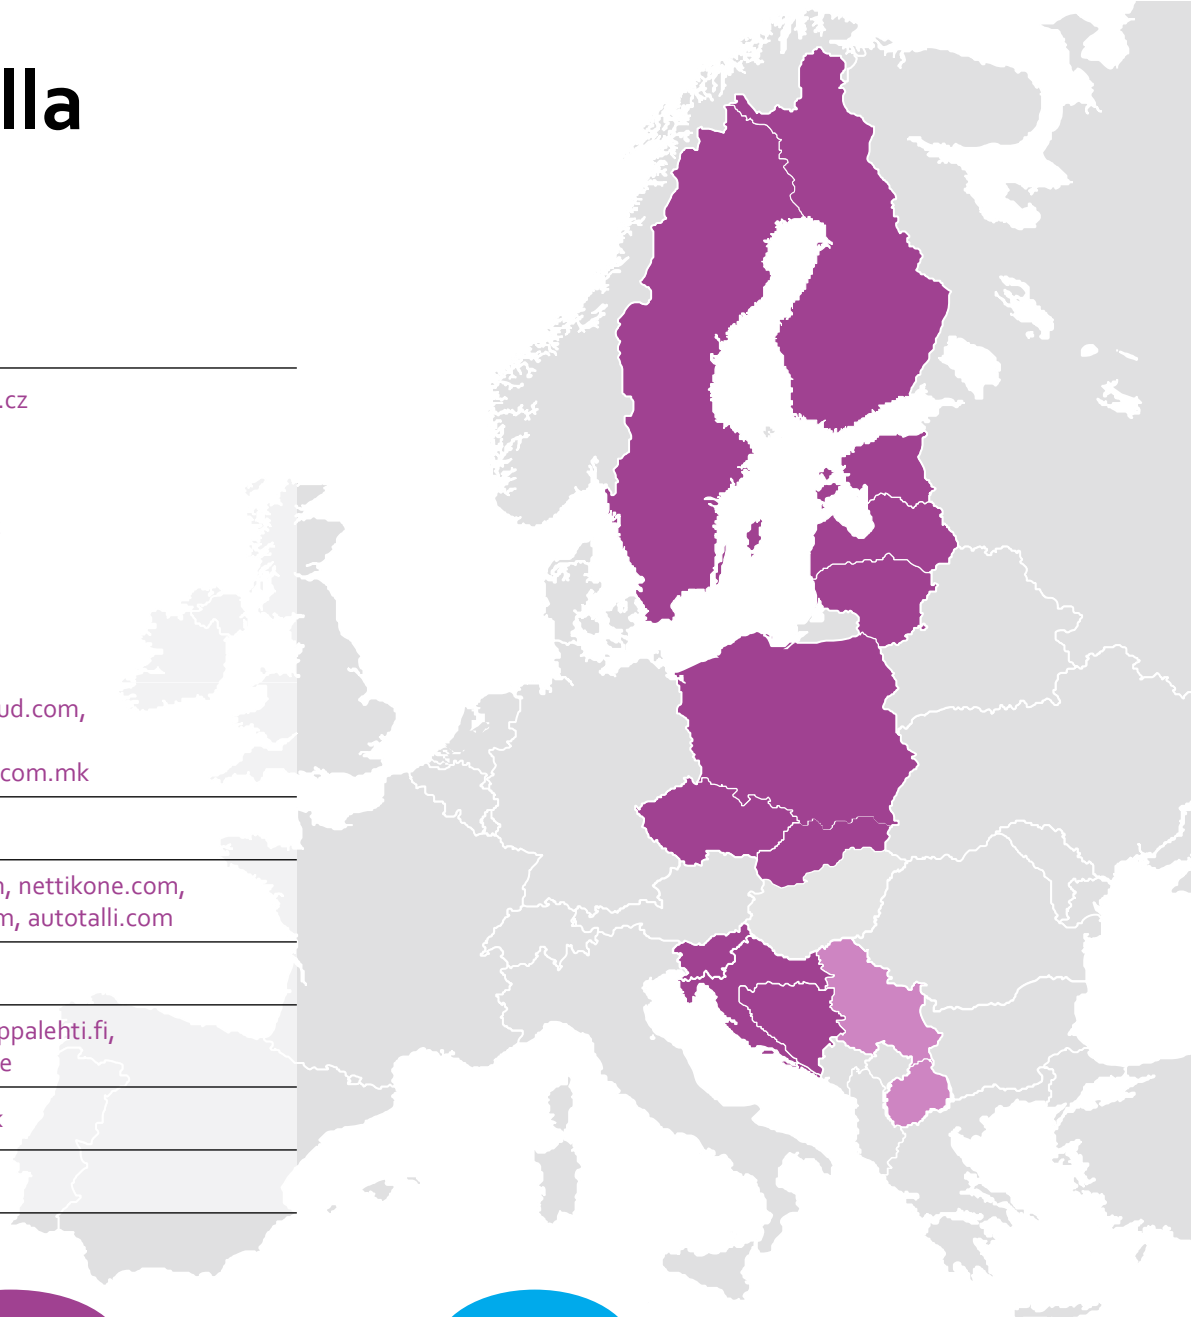 lla
.cz
ud.com,
com.mk
, nettikone.com,
m, autotalli.com
ppalehti.fi,
e
k